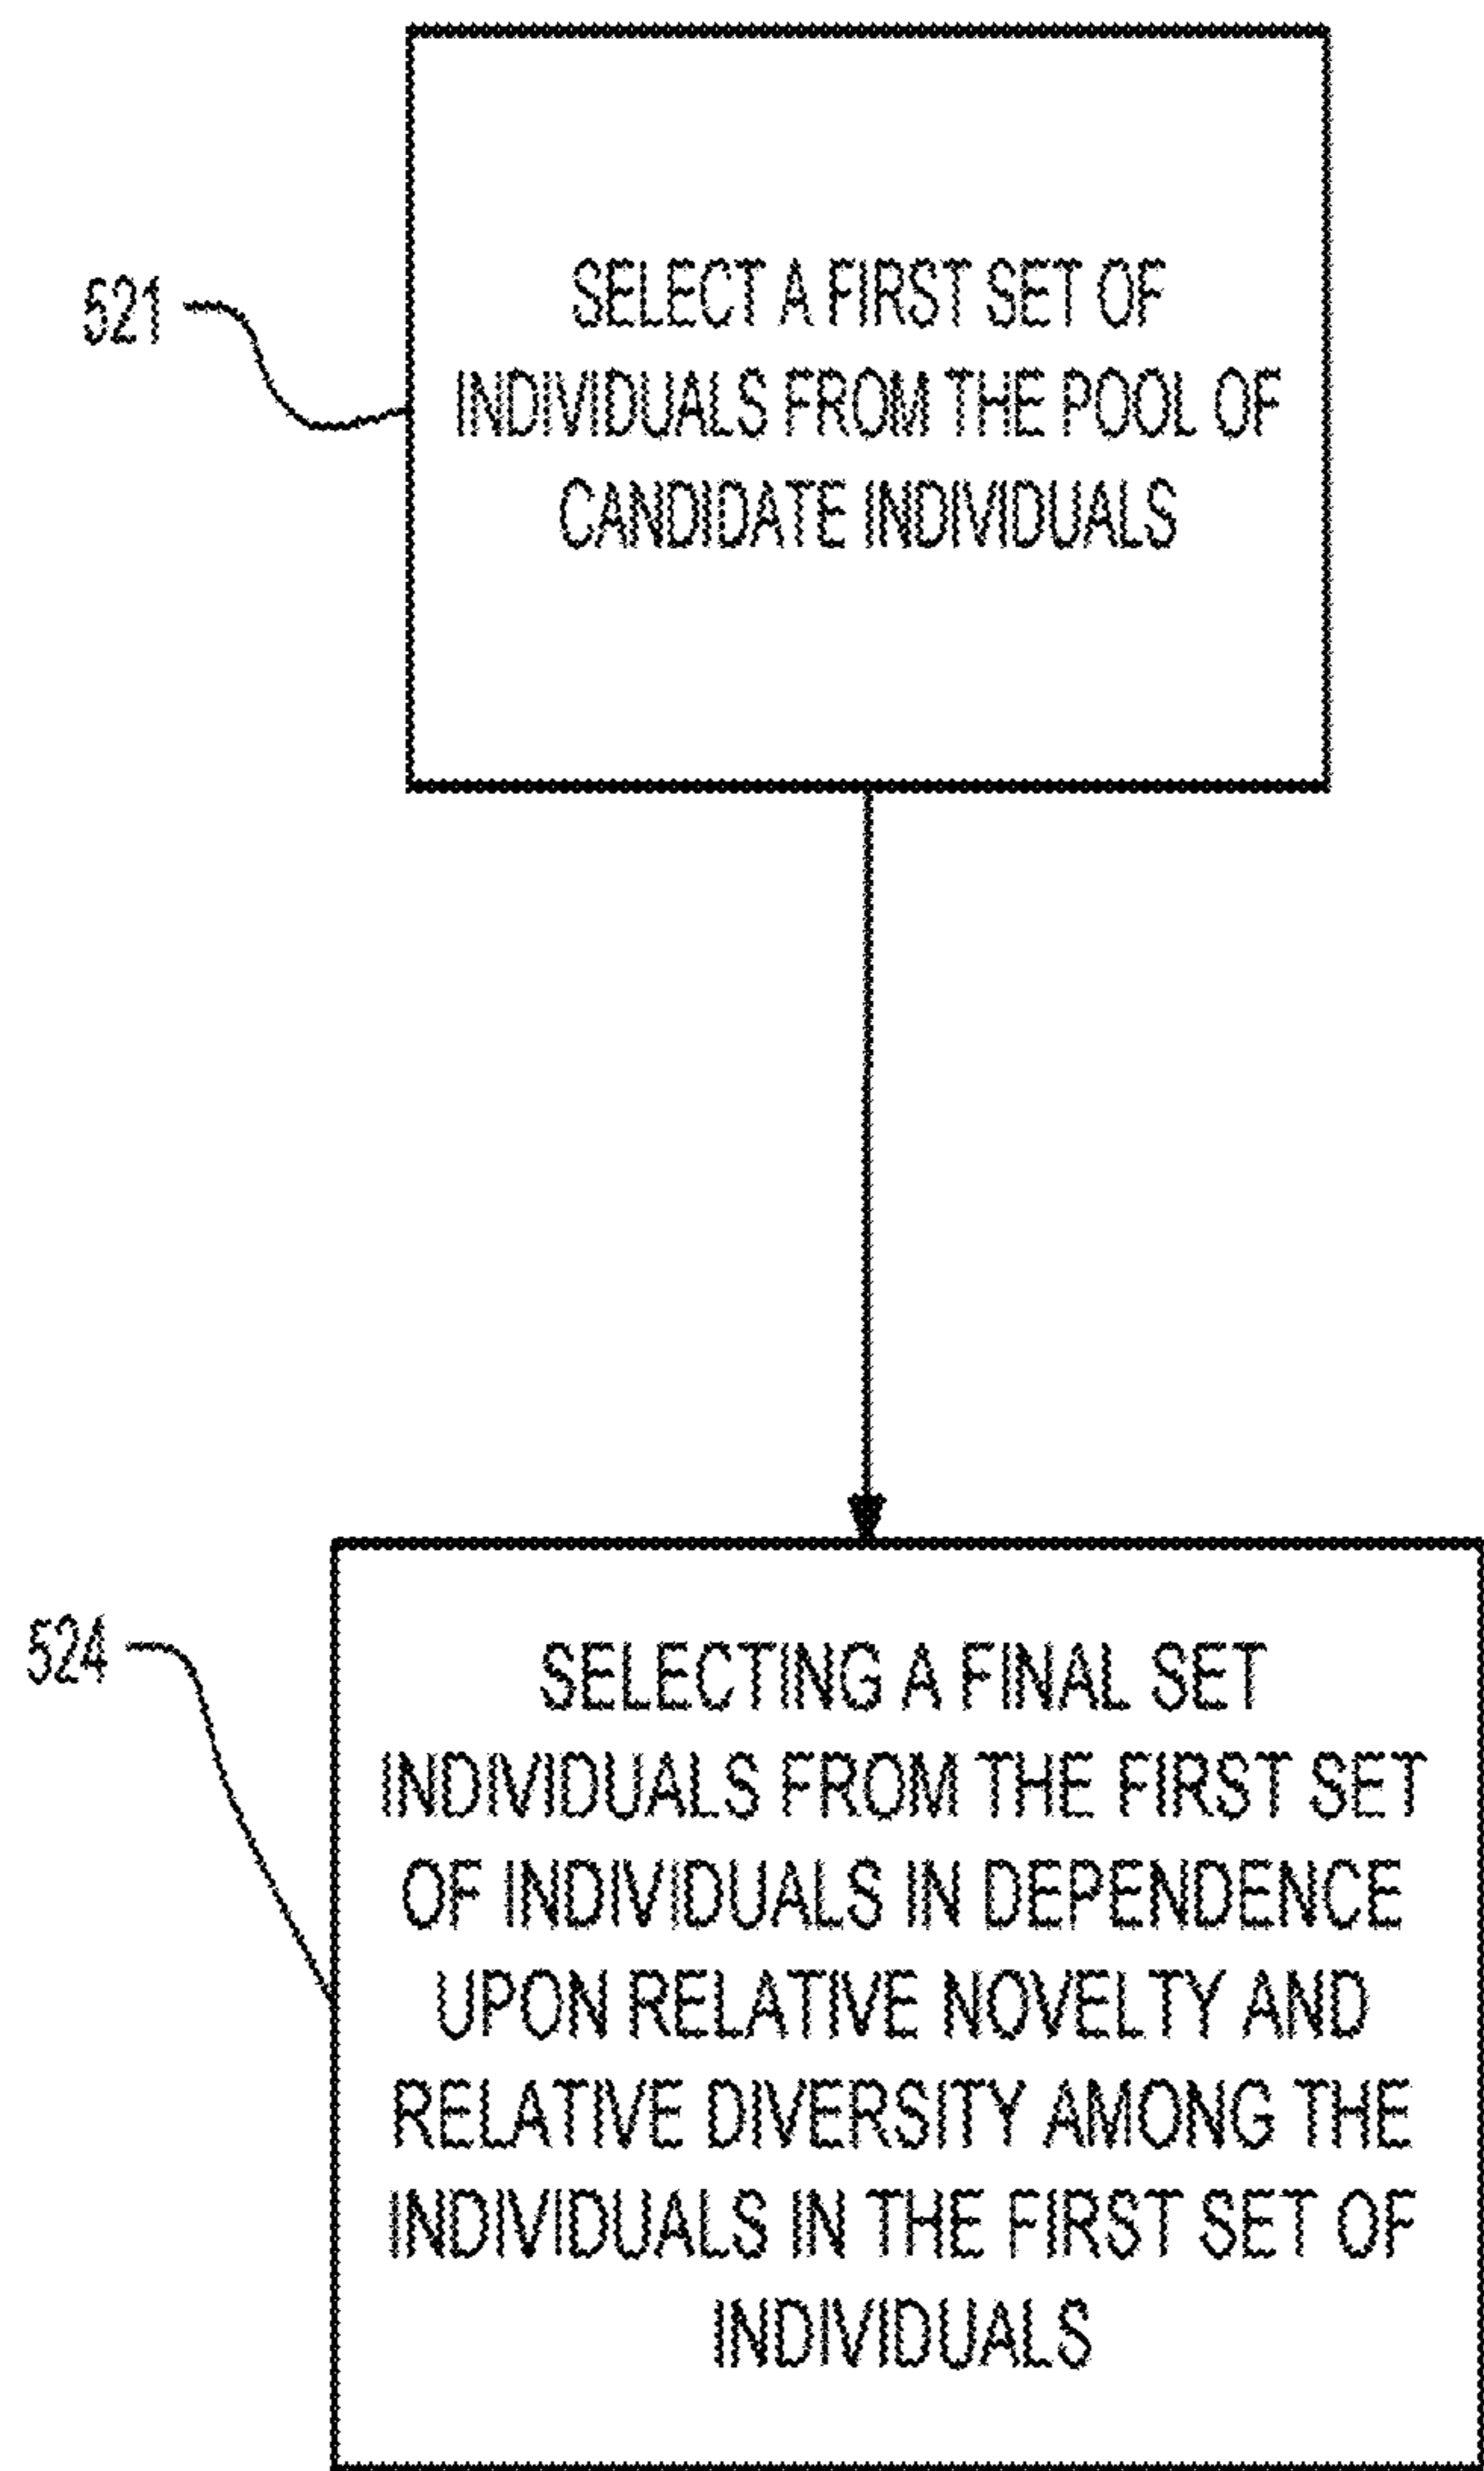 521
SELECT A FIRST SET OF
INDIVIDUALS FROM THE POOL OF
CANDIDATE INDIVIDUALS
524
SELECTING A FINAL SET
INDIVIDUALS FROM THE FIRST SET
OF INDIVIDUALS IN DEPENDENCE
UPON RELATIVE NOVELTY AND
RELATIVE DIVERSITY AMONG THE
INDIVIDUALS IN THE FIRST SET OF
INDIVIDUALS